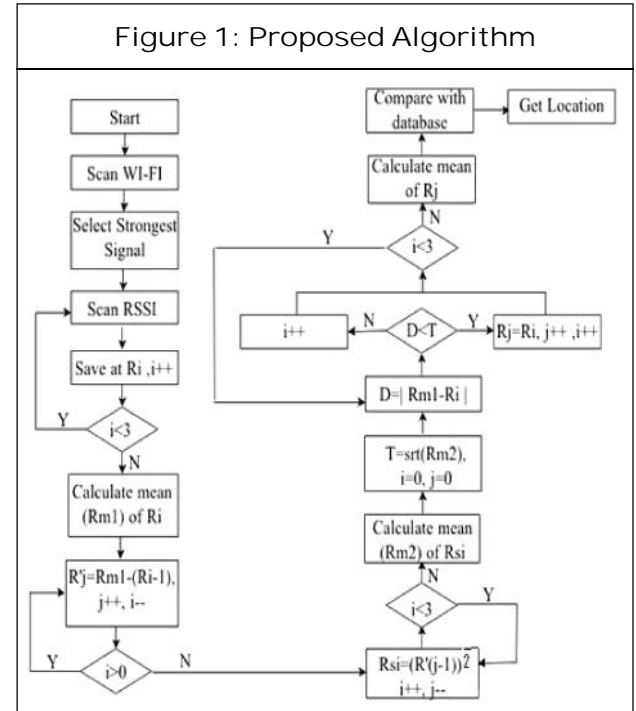 Figure 1: Proposed Algorithm
Start
Scan WI-FI
Select Strongest
Signal
Scan RSSI
Save at Ri ,i++
Y
i<3
N
Calculate mean
(Rm1) of Ri
R'j=Rm1-(Ri-1),
j++, i--
Y
i>0
N
Rsi=(R'(j-1))2
i++, j--
i<3
Y
N
Calculate mean
(Rm2) of Rsi
T=srt(Rm2),
i=0, j=0
D=| Rm1-Ri |
i++
N
D<T
Y
Rj=Ri, j++ ,i++
Y
i<3
N
Calculate mean
of Rj
Compare with
database
Get Location